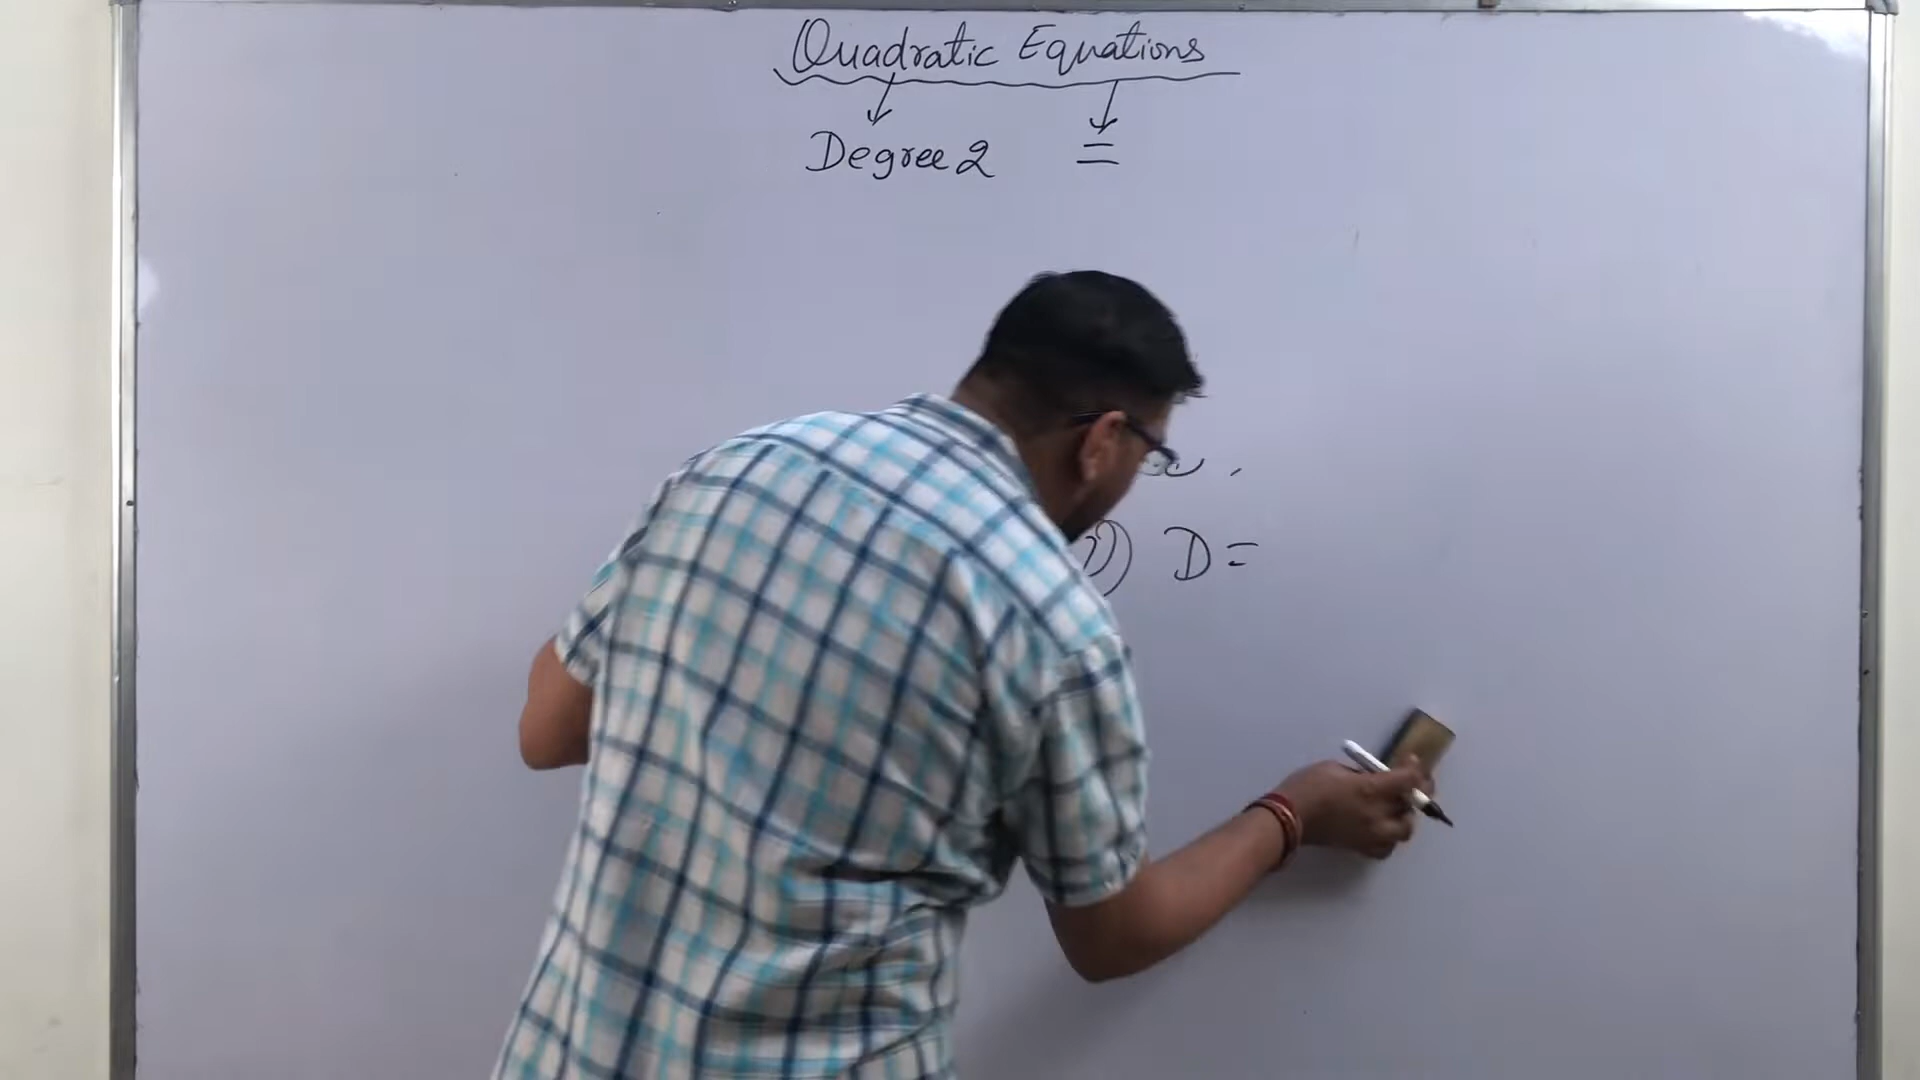 Quadratic Equations
Degree 2 =
D =